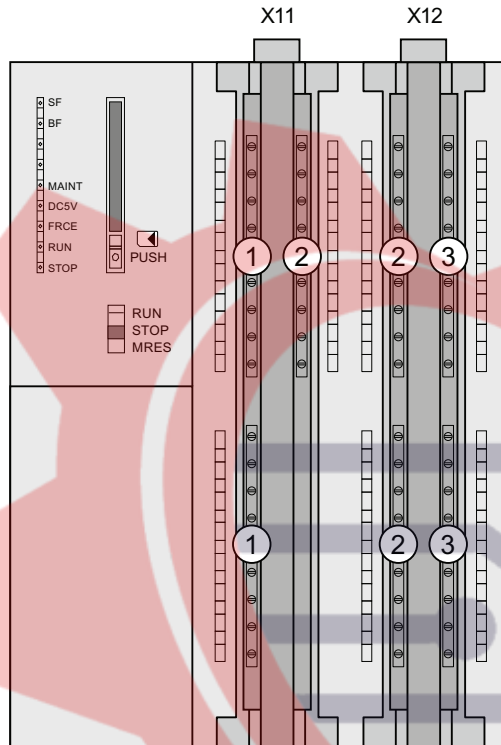 X11 X12
SF
BF
MAINT
DC5V
FRCE
RUN
STOP
PUSH
RUN
STOP
MRES
1 2 2 3
1 2 3